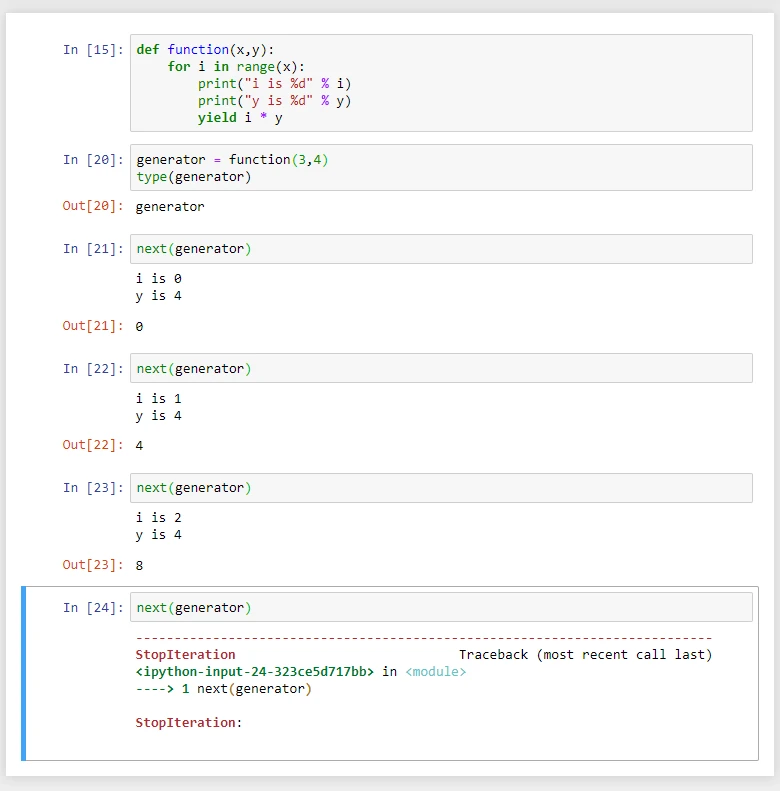 In [15]: def function(x,y):
    for i in range(x):
        print("i is %d" % i)
        print("y is %d" % y)
        yield i * y
In [20]: generator = function(3,4)
type(generator)
Out[20]: generator
In [21]: next(generator)
i is 0
y is 4
Out[21]: 0
In [22]: next(generator)
i is 1
y is 4
Out[22]: 4
In [23]: next(generator)
i is 2
y is 4
Out[23]: 8
In [24]: next(generator)
---------------------------------------------------------------------------
StopIteration                             Traceback (most recent call last)
<ipython-input-24-323ce5d717bb> in <module>
----> 1 next(generator)
StopIteration: